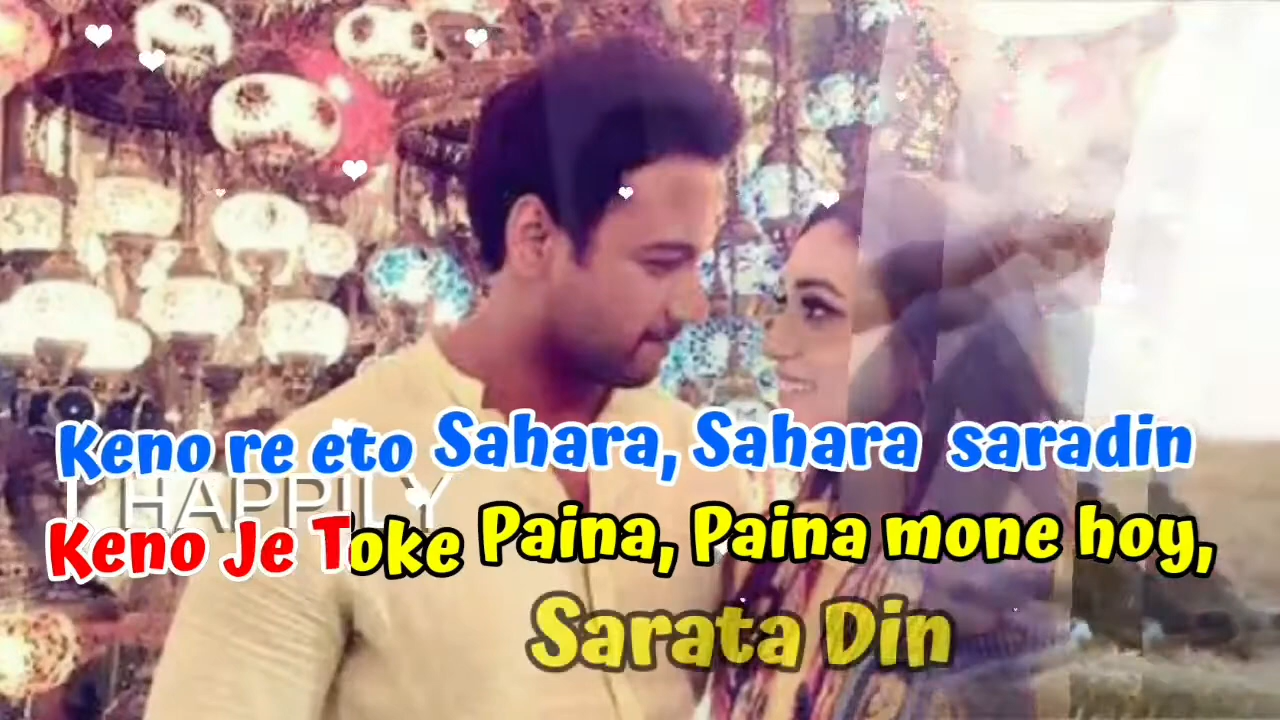 Keno re eto Sahara, Sahara saradin
HAPPILY
Keno Je Toke Paina, Paina mone hoy,
Sarata Din